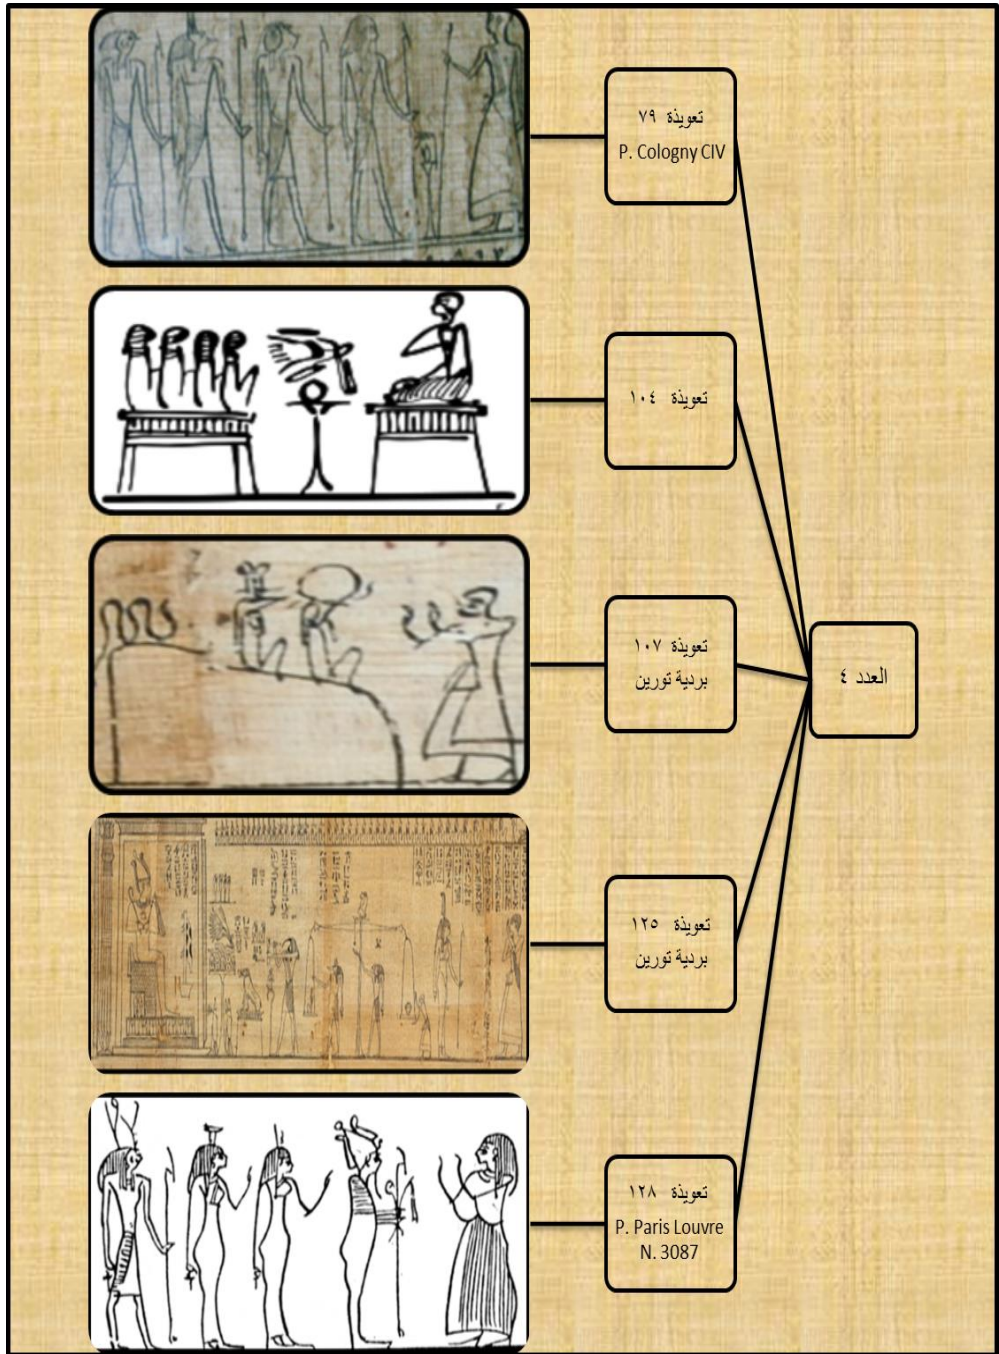 العدد ٤
تعويذة ٧٩
P. Cologny CIV
تعويذة ١٠٤
تعويذة ١٠٧
بردية تورين
تعويذة ١٢٥
بردية تورين
تعويذة ١٢٨
P. Paris Louvre
N. 3087